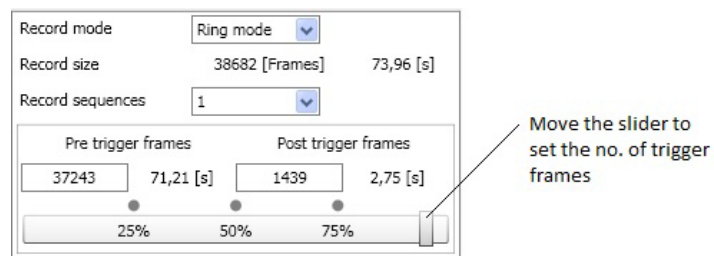 Record mode Ring mode
Record size 38682 [Frames] 73,96 [s]
Record sequences 1
Pre trigger frames Post trigger frames
37243 71,21 [s] 1439 2,75 [s]
25% 50% 75%
Move the slider to
set the no. of trigger
frames